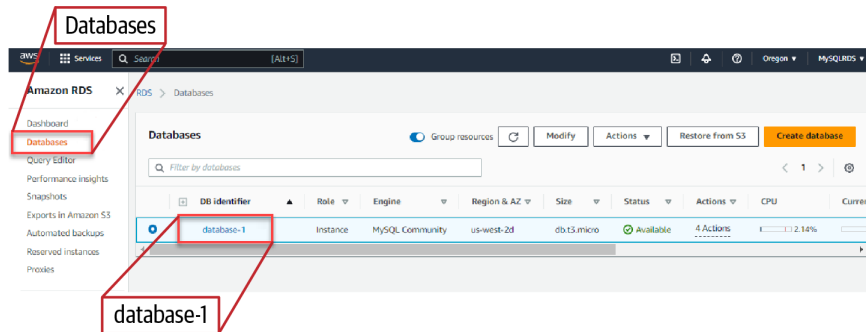 Databases
aws Services Search [Alt+S] Oregon MySQLRDS
Amazon RDS
RDS > Databases
Dashboard
Databases
Query Editor
Performance insights
Snapshots
Exports in Amazon S3
Automated backups
Reserved instances
Proxies
Databases Group resources Modify Actions Restore from S3 Create database
Filter by databases
1
DB identifier Role Engine Region & AZ Size Status Actions CPU Curren
database-1 Instance MySQL Community us-west-2d db.t3.micro Available 4 Actions 2.14%
database-1